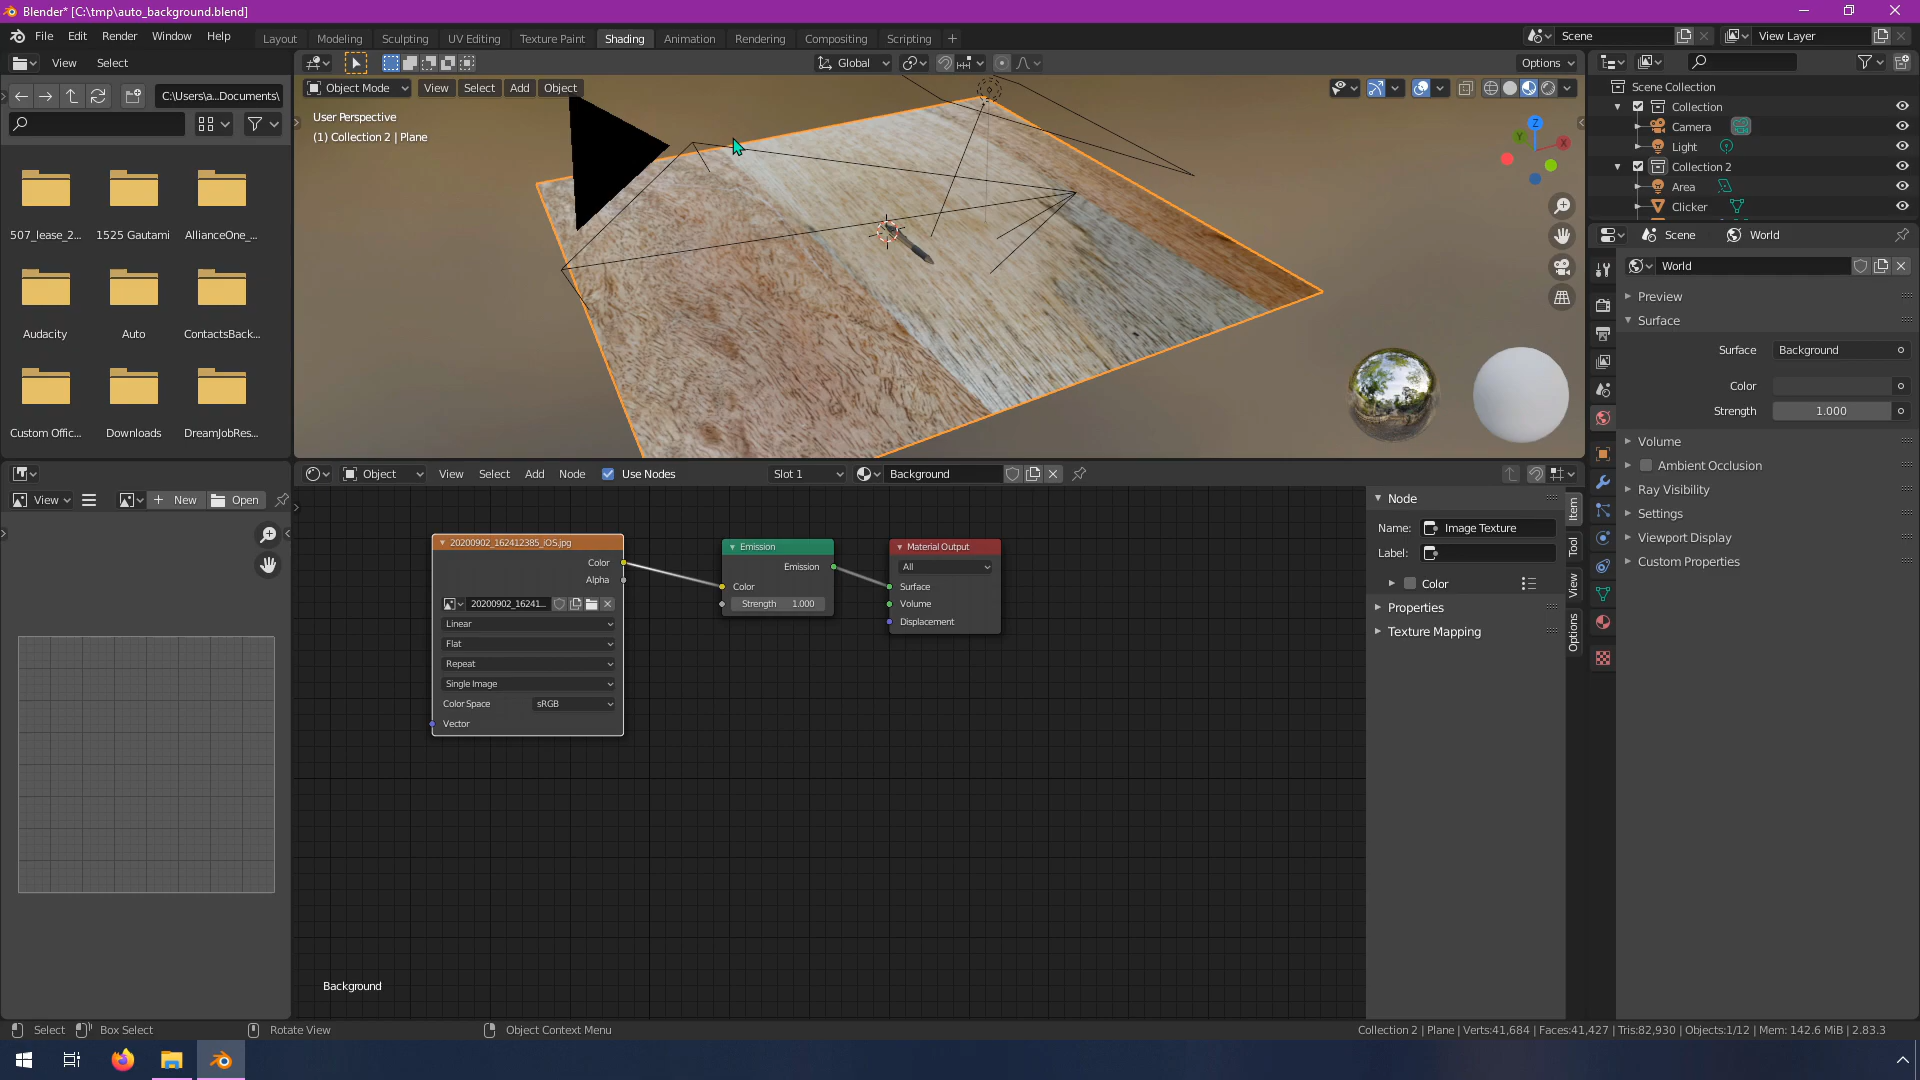 Blender* [C:\tmp\auto_background.blend]
File Edit Render Window Help
Layout Modeling Sculpting UV Editing Texture Paint Shading Animation Rendering Compositing Scripting +
Scene View Layer
View Select
Global
Options
C:\Users\a...Documents\
Object Mode View Select Add Object
User Perspective
(1) Collection 2 | Plane
Z
Y
X
507_lease_2...
1525 Gautami
AllianceOne_...
Audacity
Auto
ContactsBack...
Custom Offic...
Downloads
DreamJobRes...
Scene Collection
Collection
Camera
Light
Collection 2
Area
Clicker
Scene World
World
Preview
Surface
Surface Background
Color
Strength 1.000
Volume
Ambient Occlusion
Ray Visibility
Settings
Viewport Display
Custom Properties
View New Open
Object View Select Add Node Use Nodes Slot 1 Background
20200902_162412385_iOS.jpg
Color
Alpha
20200902_16241...
Linear
Flat
Repeat
Single Image
Color Space sRGB
Vector
Emission
Emission
Color
Strength 1.000
Material Output
All
Surface
Volume
Displacement
Node
Name: Image Texture
Label:
Color
Properties
Texture Mapping
Item
Tool
View
Options
Background
Select Box Select Rotate View Object Context Menu
Collection 2 | Plane | Verts:41,684 | Faces:41,427 | Tris:82,930 | Objects:1/12 | Mem: 142.6 MiB | 2.83.3